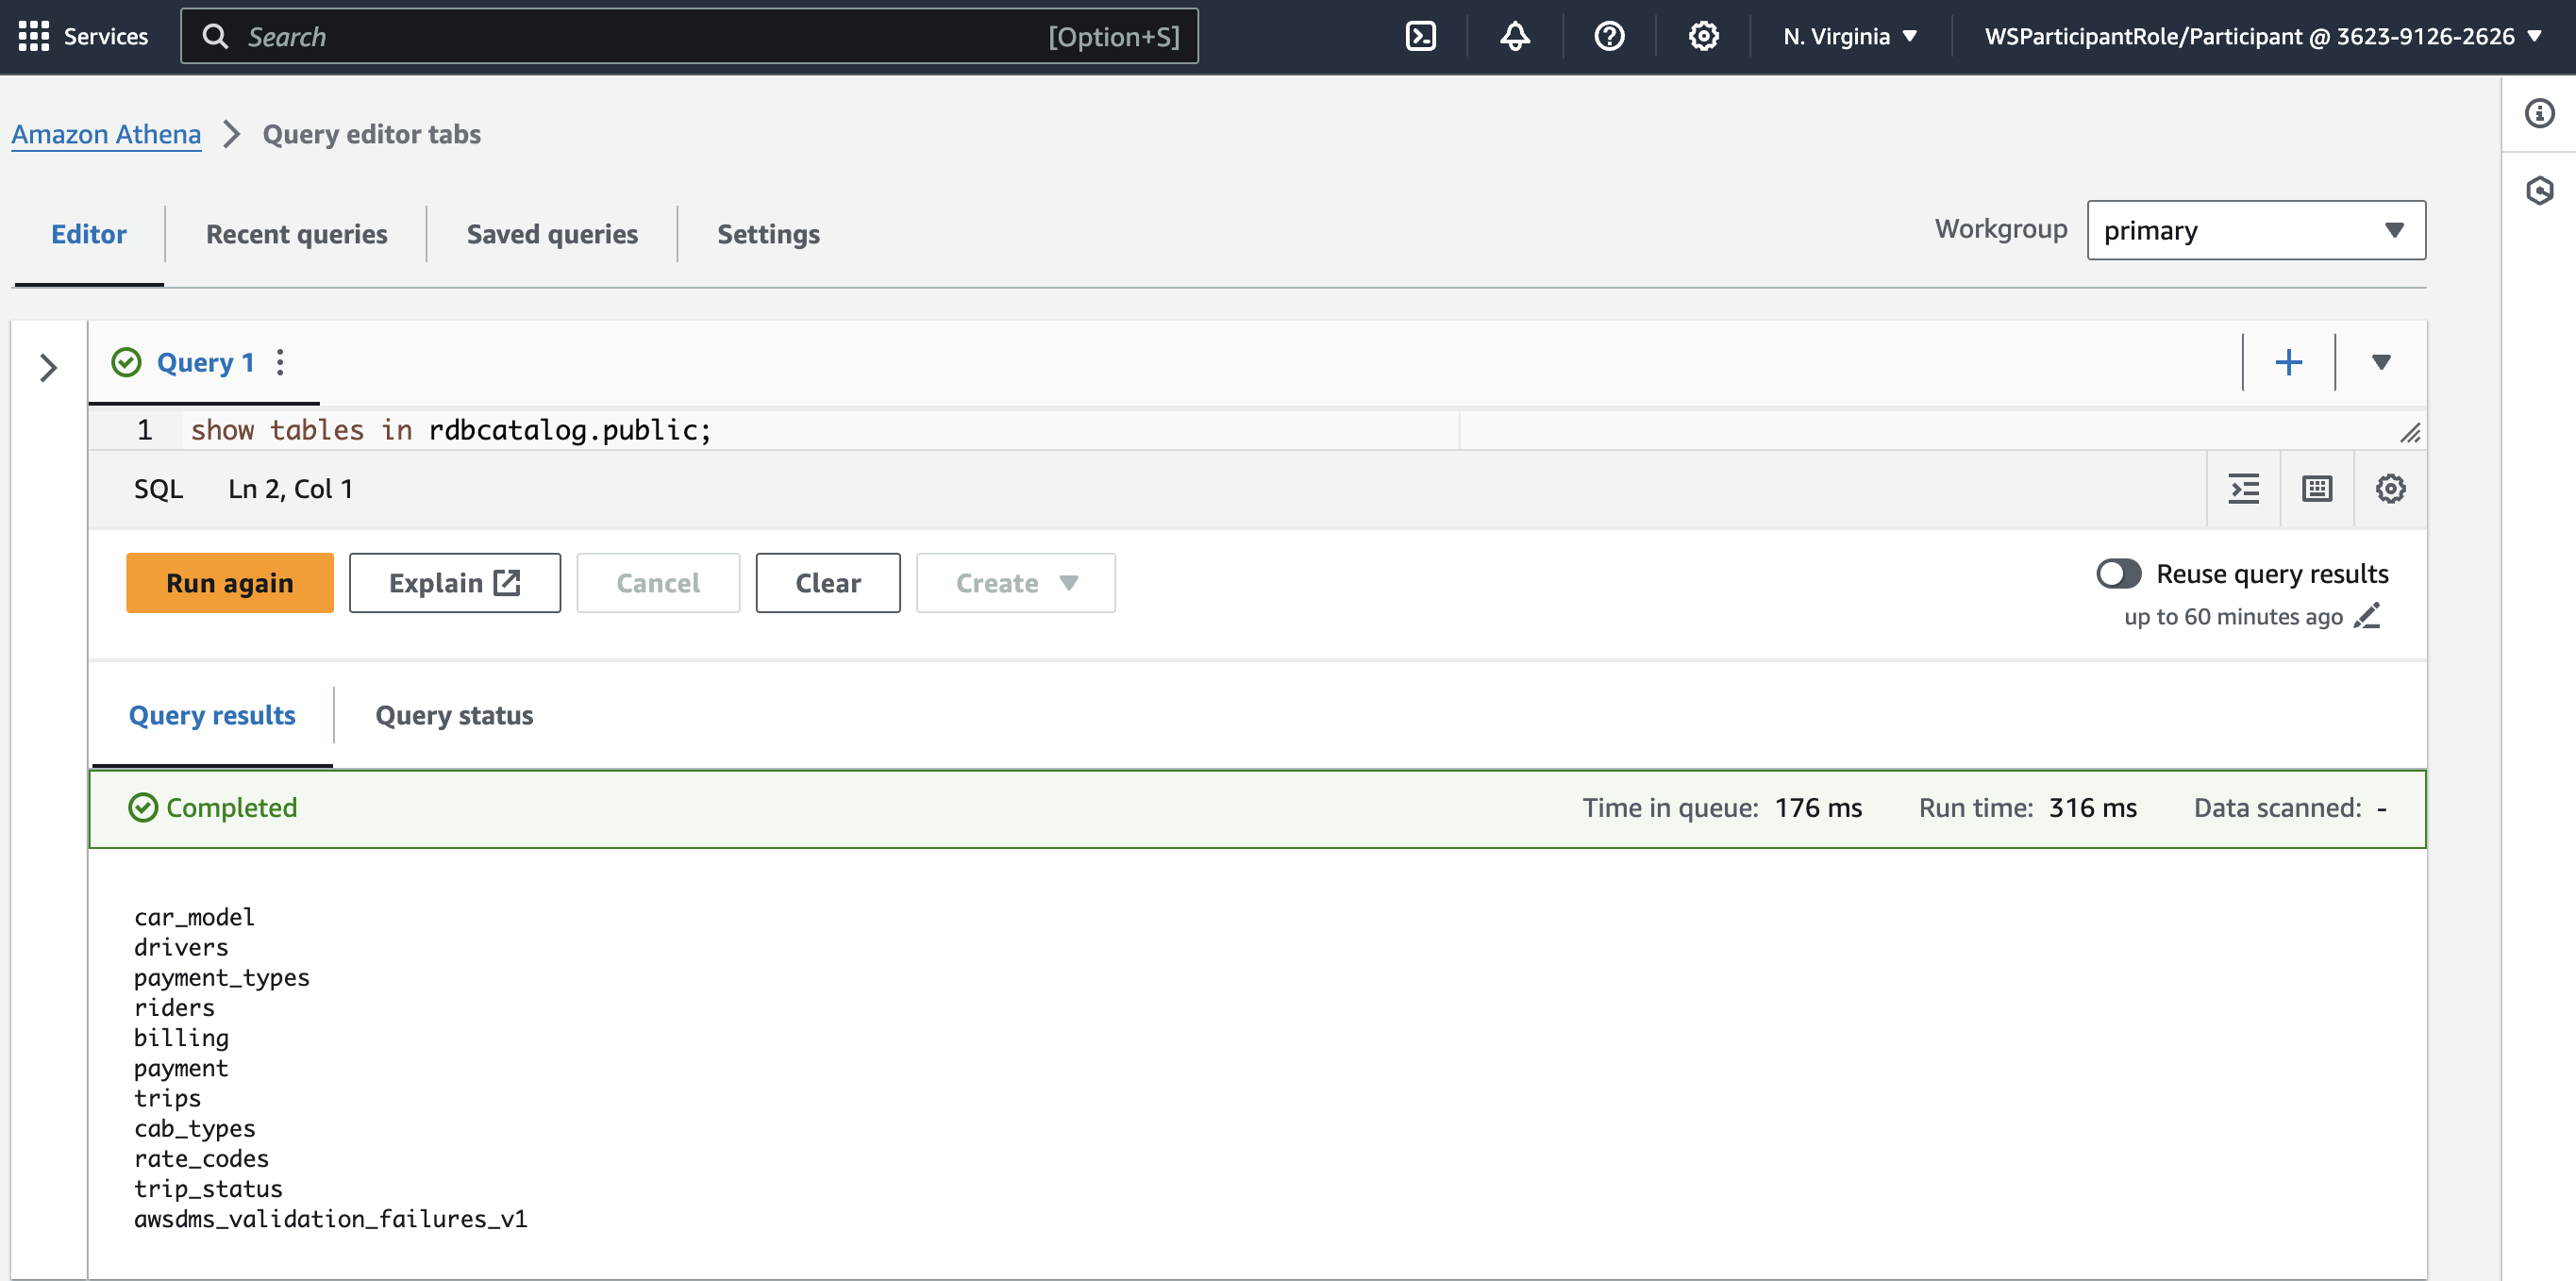 Services Search [Option+S] N. Virginia WSParticipantRole/Participant @ 3623-9126-2626
Amazon Athena Query editor tabs
Editor Recent queries Saved queries Settings Workgroup primary
Query 1
1 show tables in rdbcatalog.public;
SQL Ln 2, Col 1
Run again Explain Cancel Clear Create Reuse query results
up to 60 minutes ago
Query results Query status
Completed Time in queue: 176 ms Run time: 316 ms Data scanned: -
car_model
drivers
payment_types
riders
billing
payment
trips
cab_types
rate_codes
trip_status
awsdms_validation_failures_v1